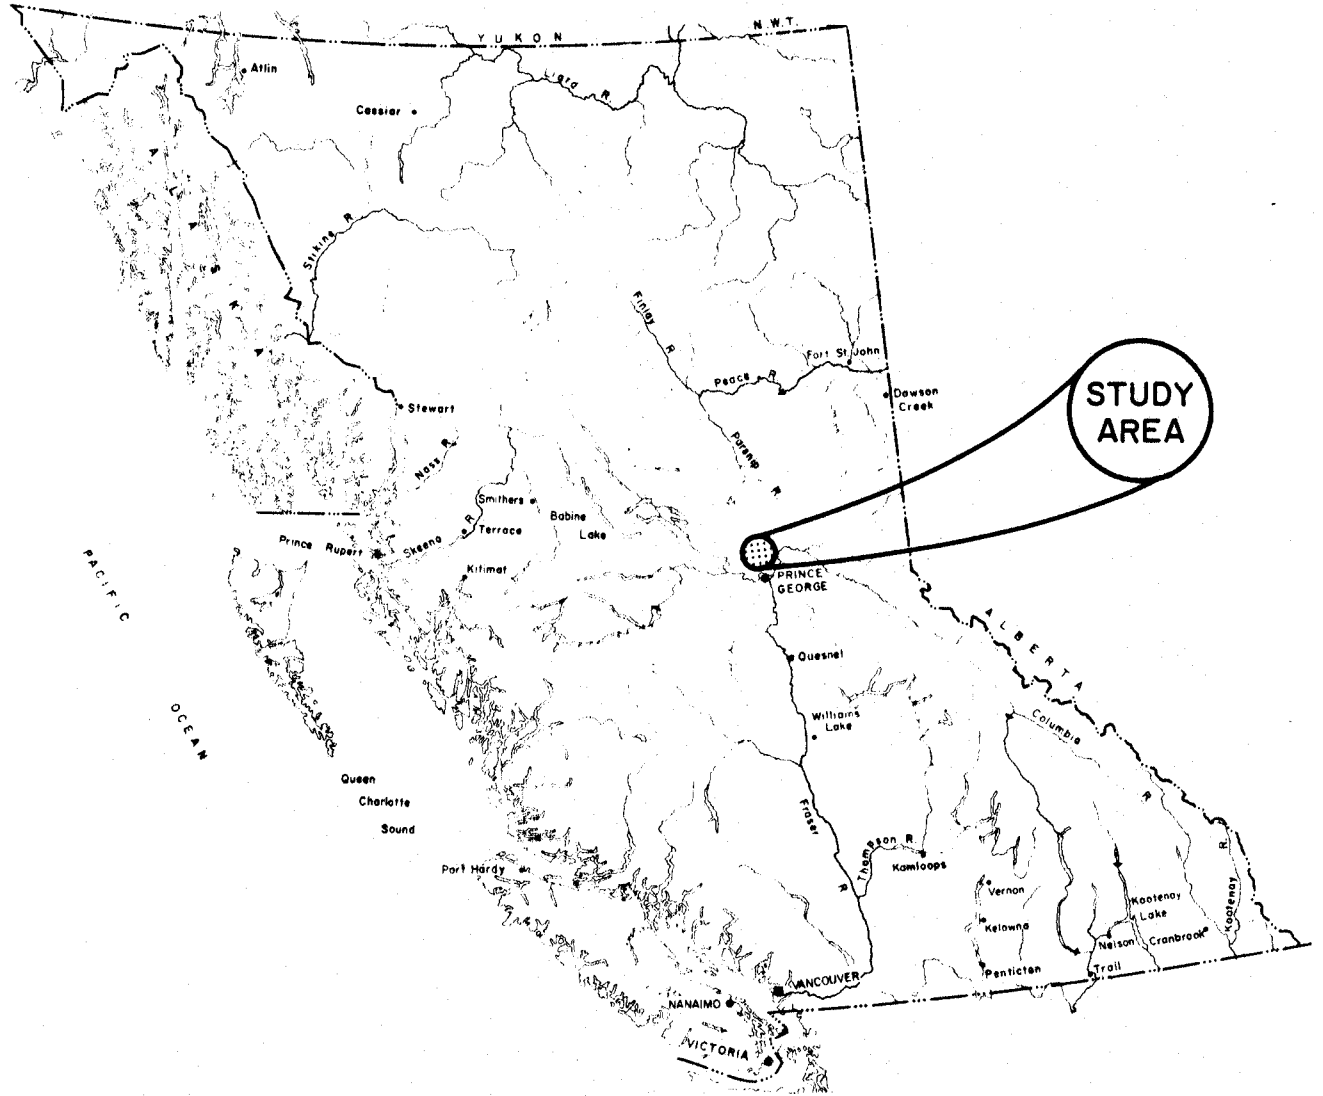 YUKON
N.W.T.
Atlin
Liard R.
Cassiar
ALASKA
Stikine R
Finlay R
Fort St. John
Peace R
Dawson
Creek
STUDY
AREA
Stewart
Parsnip R
Nass R
Smithers
Babine
Lake
Terrace
Skeena R
Prince Rupert
Kitimat
PRINCE
GEORGE
PACIFIC
OCEAN
ALBERTA
Quesnel
Williams
Lake
Columbia R
Queen
Charlotte
Sound
Fraser R
Thompson R.
Kamloops
Port Hardy
Vernon
Kootenay
Lake
Kootenay R.
Kelowna
Nelson
Cranbrook
Penticton
Trail
VANCOUVER
NANAIMO
VICTORIA